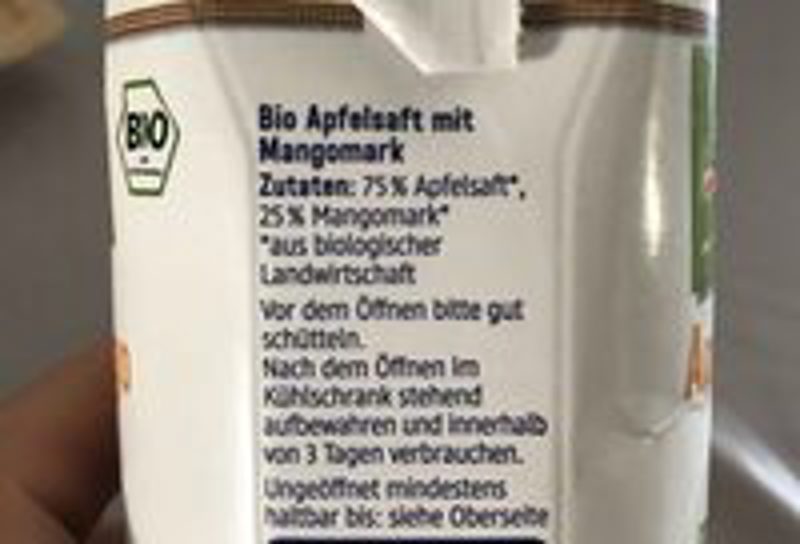 BIO
Bio Apfelsaft mit
Mangomark
Zutaten: 75% Apfelsaft*,
25% Mangomark*
*aus biologischer
Landwirtschaft
Vor dem Öffnen bitte gut
schütteln.
Nach dem Öffnen im
Kühlschrank stehend
aufbewahren und innerhalb
von 3 Tagen verbrauchen.
Ungeöffnet mindestens
haltbar bis: siehe Oberseite